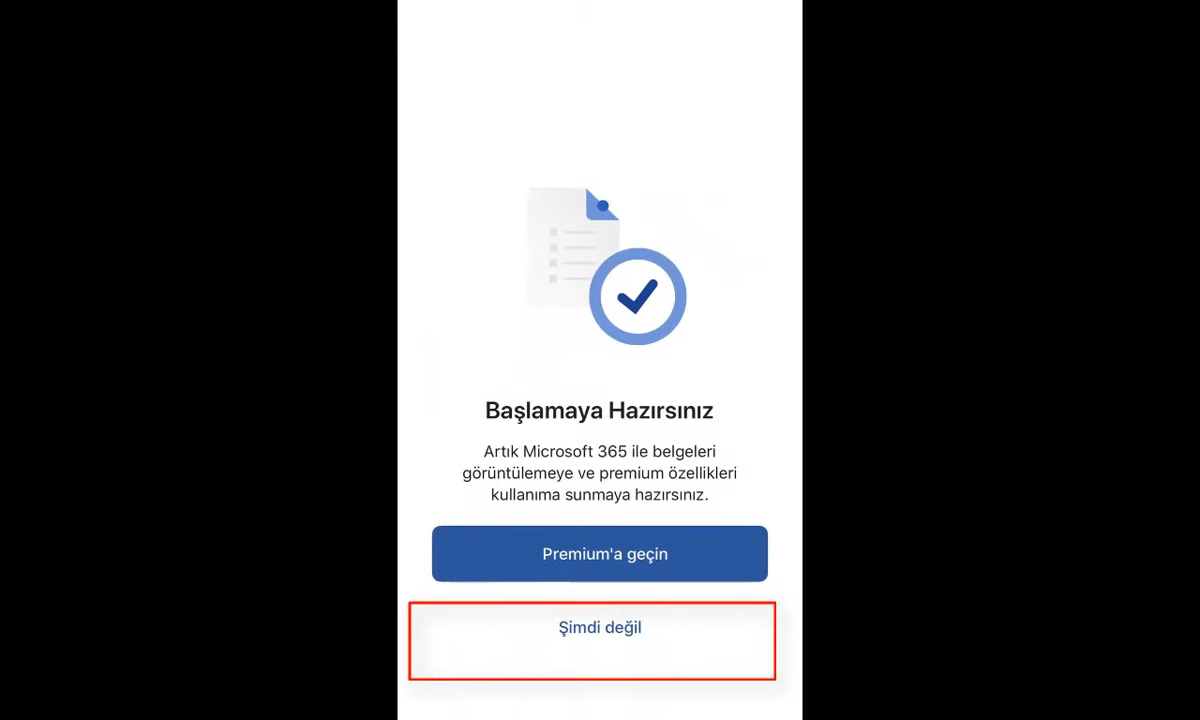 Başlamaya Hazırsınız
Artık Microsoft 365 ile belgeleri
görüntülemeye ve premium özellikleri
kullanıma sunmaya hazırsınız.
Premium'a geçin
Şimdi değil